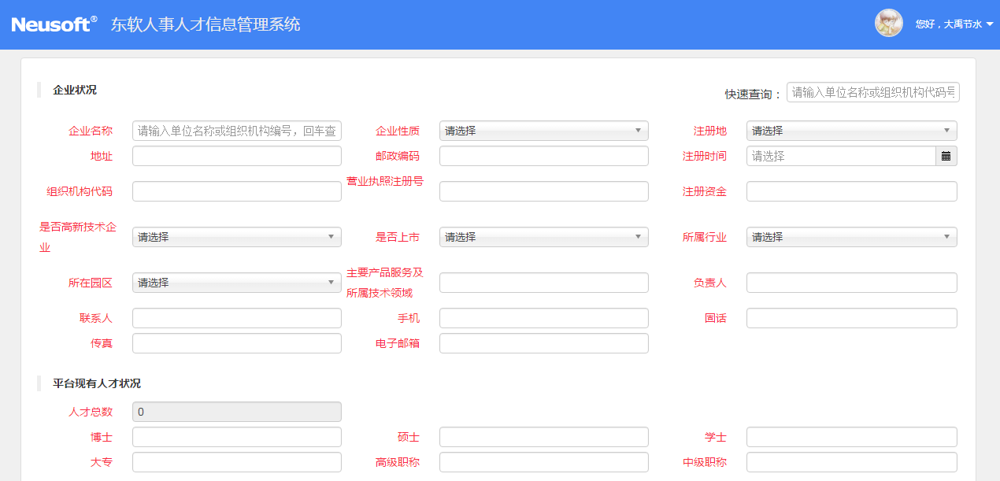 Neusoft® 东软人事人才信息管理系统
您好，大禹节水
企业状况
快速查询： 请输入单位名称或组织机构代码号
企业名称 请输入单位名称或组织机构编号，回车查 企业性质 请选择 注册地 请选择
地址 邮政编码 注册时间 请选择
组织机构代码 营业执照注册号 注册资金
是否高新技术企
业
请选择 是否上市 请选择 所属行业 请选择
所在园区 请选择
主要产品服务及
所属技术领域
负责人
联系人 手机 固话
传真 电子邮箱
平台现有人才状况
人才总数 0
博士 硕士 学士
大专 高级职称 中级职称